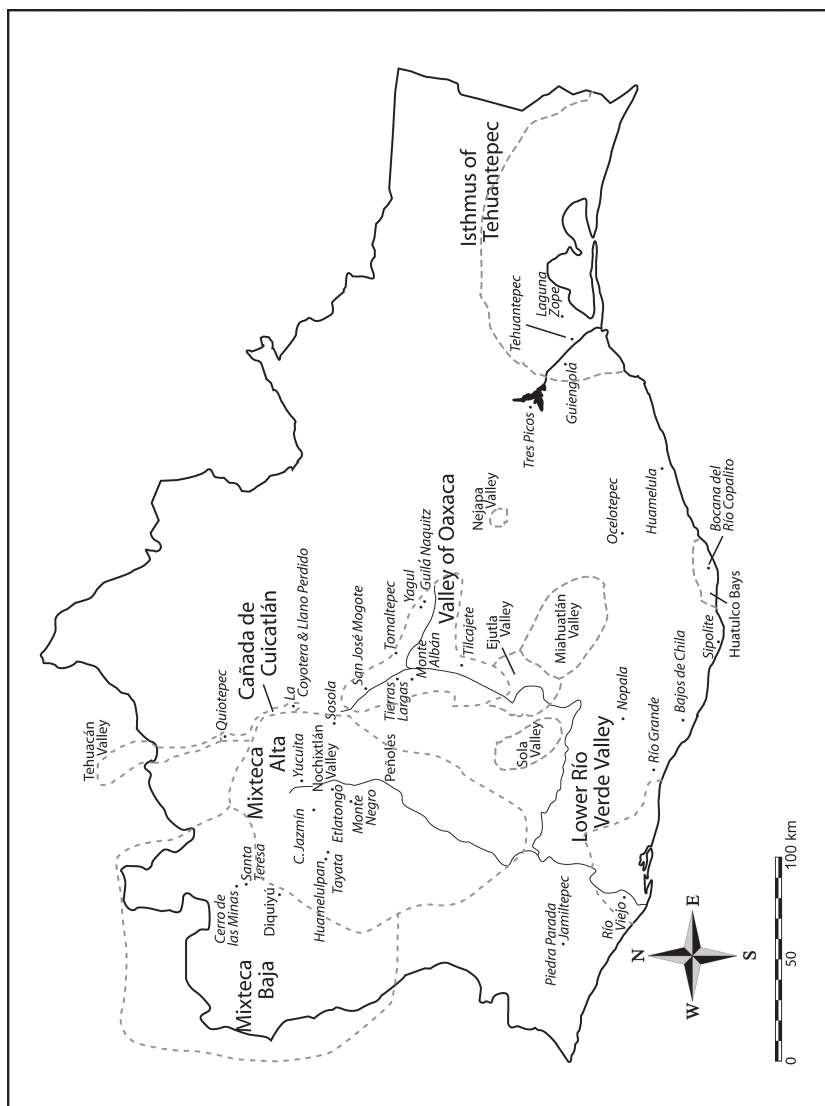 Tehuacán
Valley
Quiotepec
Cañada de
Cuicatlán
La
Coyotera & Llano Perdido
Mixteca
Baja
Cerro de
las Minas
Santa
Teresa
Diquiyú
Mixteca
Alta
Yucuita
Nochixtlán
Valley
Sosola
C. Jazmín
Etlatongo
Huamelulpan
Tayata
Monte
Negro
Peñolés
San José Mogote
Tomaltepec
Tierras
Largas
Monte
Albán
Yagul
Guilá Naquitz
Valley of Oaxaca
Tilcajete
Ejutla
Valley
Sola
Valley
Miahuatlán
Valley
Nejapa
Valley
Isthmus of
Tehuantepec
Tehuantepec
Laguna
Zope
Tres Picos
Guiengola
Ocelotepec
Huamelula
Bocana del
Río Copalito
Huatulco Bays
Sipolite
Bajos de Chila
Nopala
Río Grande
Lower Río
Verde Valley
Piedra Parada
Jamiltepec
Río
Viejo
N
W
E
S
0
50
100 km